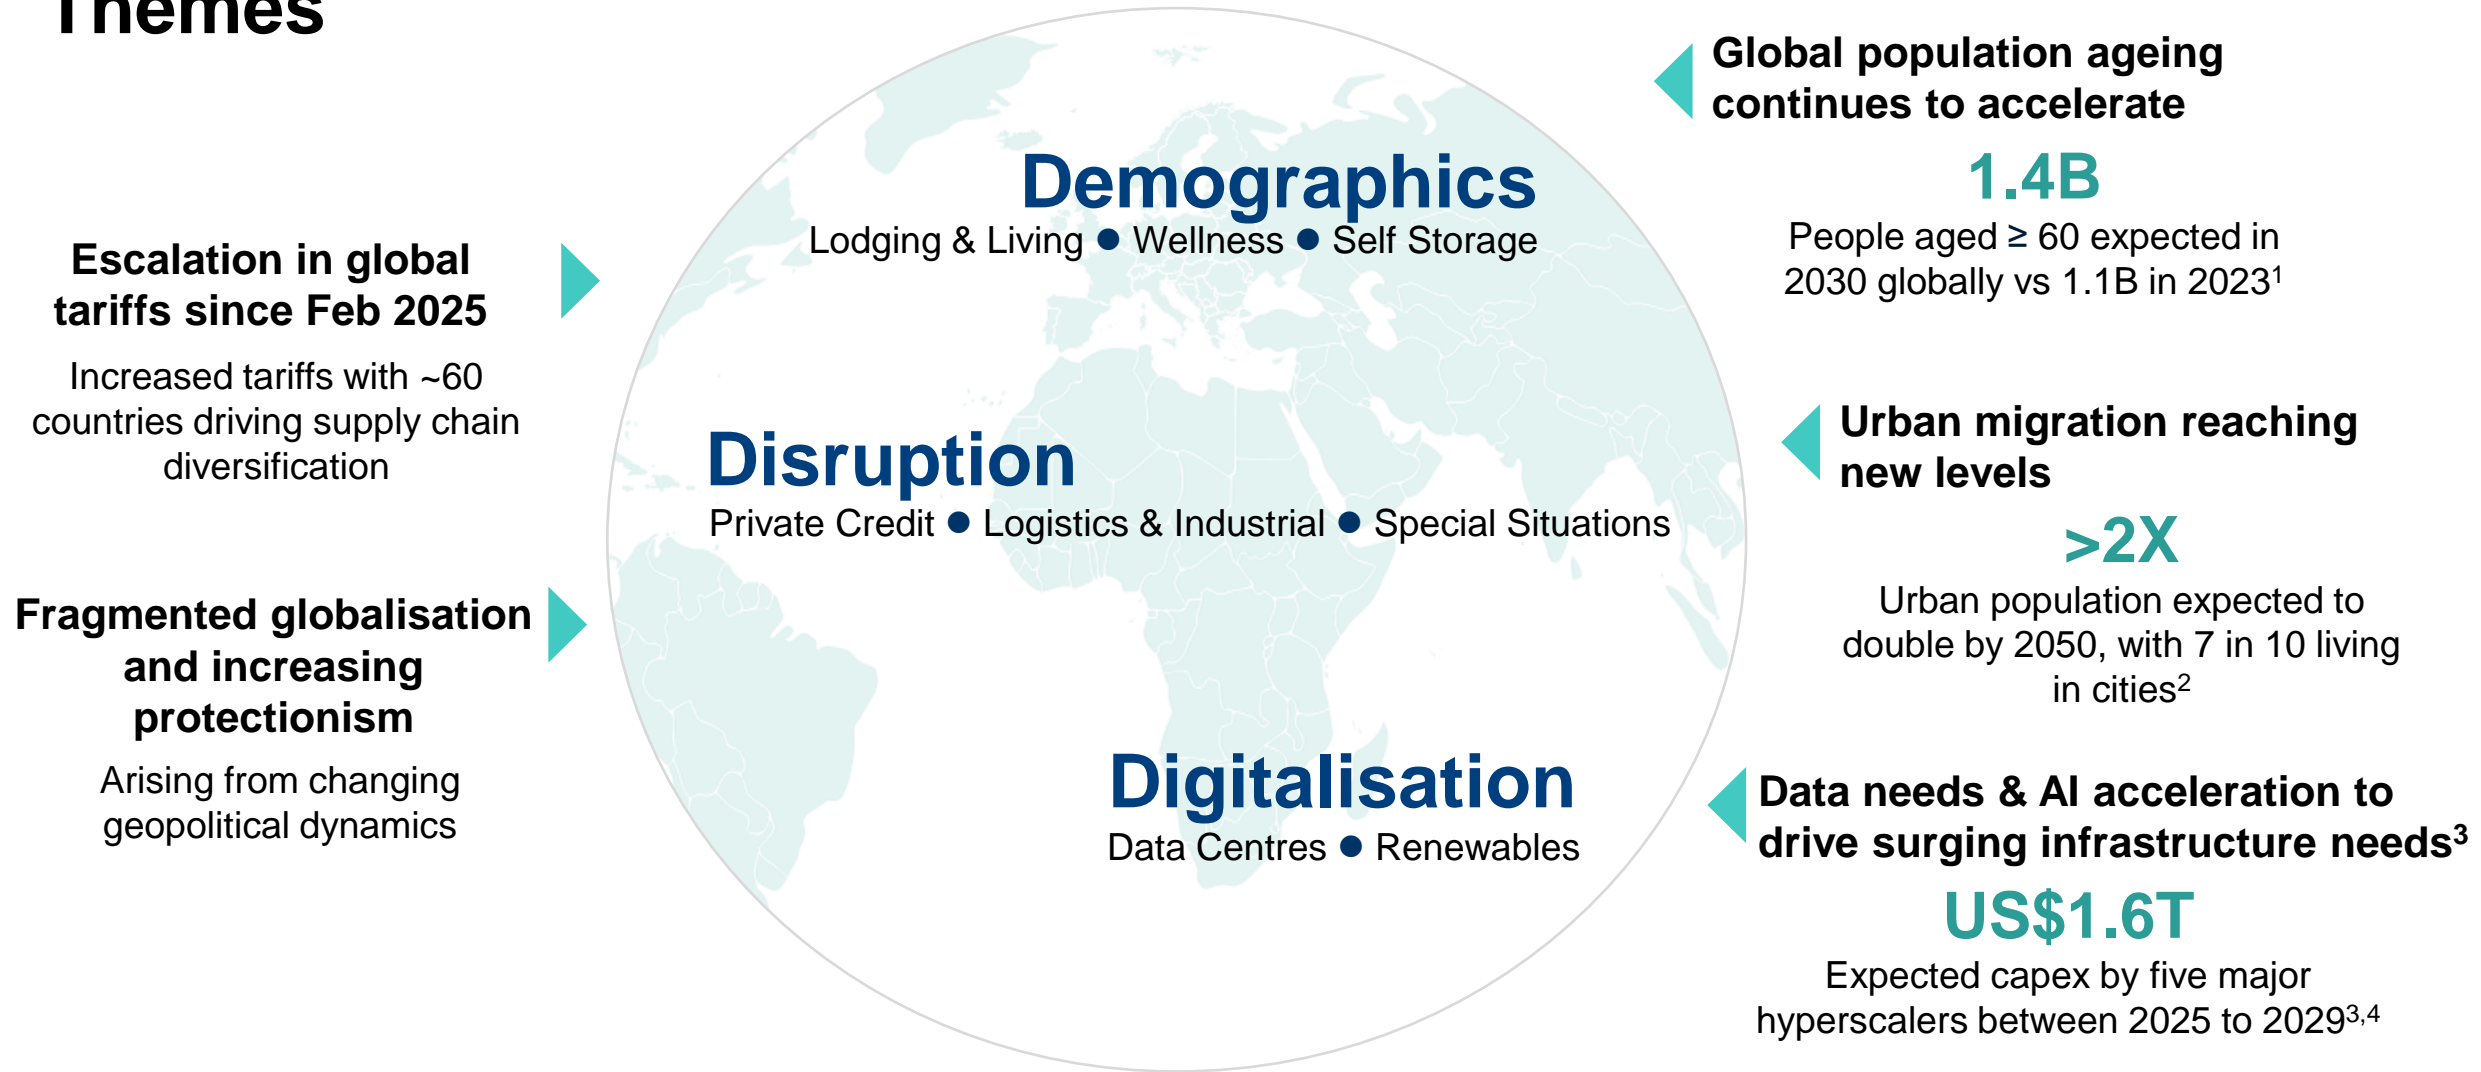 Themes
Escalation in global
tariffs since Feb 2025
Increased tariffs with ~60
countries driving supply chain
diversification
Fragmented globalisation
and increasing
protectionism
Arising from changing
geopolitical dynamics
Demographics
Lodging & Living ● Wellness ● Self Storage
Disruption
Private Credit ● Logistics & Industrial ● Special Situations
Digitalisation
Data Centres ● Renewables
Global population ageing
continues to accelerate
1.4B
People aged ≥ 60 expected in
2030 globally vs 1.1B in 2023¹
Urban migration reaching
new levels
>2X
Urban population expected to
double by 2050, with 7 in 10 living
in cities²
Data needs & AI acceleration to
drive surging infrastructure needs³
US$1.6T
Expected capex by five major
hyperscalers between 2025 to 2029³,⁴